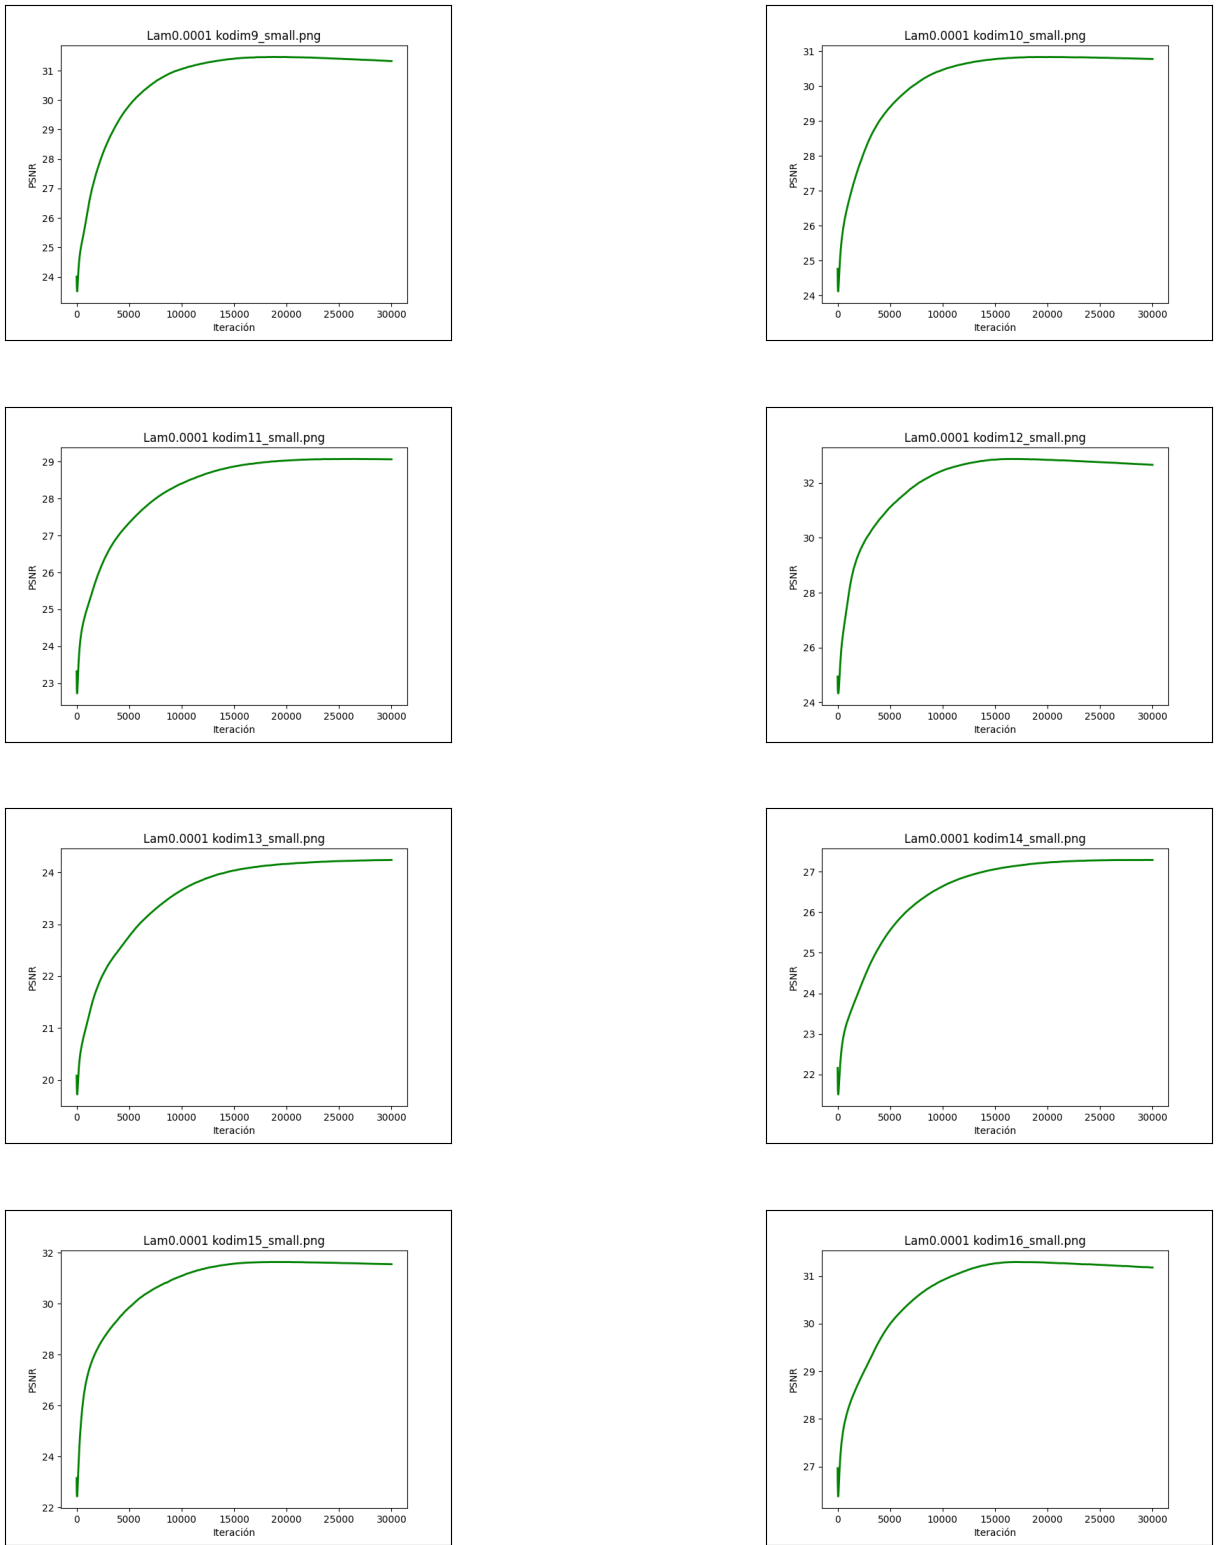 Lam0.0001 kodim9_small.png
31
30
29
28
27
26
25
24
PSNR
0 5000 10000 15000 20000 25000 30000
Iteración
Lam0.0001 kodim10_small.png
31
30
29
28
27
26
25
24
PSNR
0 5000 10000 15000 20000 25000 30000
Iteración
Lam0.0001 kodim11_small.png
29
28
27
26
25
24
23
PSNR
0 5000 10000 15000 20000 25000 30000
Iteración
Lam0.0001 kodim12_small.png
32
30
28
26
24
PSNR
0 5000 10000 15000 20000 25000 30000
Iteración
Lam0.0001 kodim13_small.png
24
23
22
21
20
PSNR
0 5000 10000 15000 20000 25000 30000
Iteración
Lam0.0001 kodim14_small.png
27
26
25
24
23
22
PSNR
0 5000 10000 15000 20000 25000 30000
Iteración
Lam0.0001 kodim15_small.png
32
30
28
26
24
22
PSNR
0 5000 10000 15000 20000 25000 30000
Iteración
Lam0.0001 kodim16_small.png
31
30
29
28
27
PSNR
0 5000 10000 15000 20000 25000 30000
Iteración